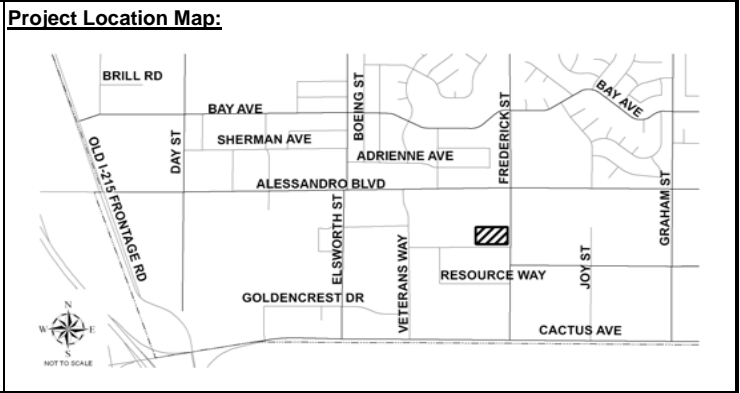 Project Location Map:
BRILL RD
BAY AVE
BAY AVE
BOEING ST
FREDERICK ST
SHERMAN AVE
DAY ST
ADRIENNE AVE
OLD I-215 FRONTAGE RD
ALESSANDRO BLVD
GRAHAM ST
ELSWORTH ST
VETERANS WAY
JOY ST
RESOURCE WAY
GOLDENCREST DR
CACTUS AVE
N
W E
S
NOT TO SCALE